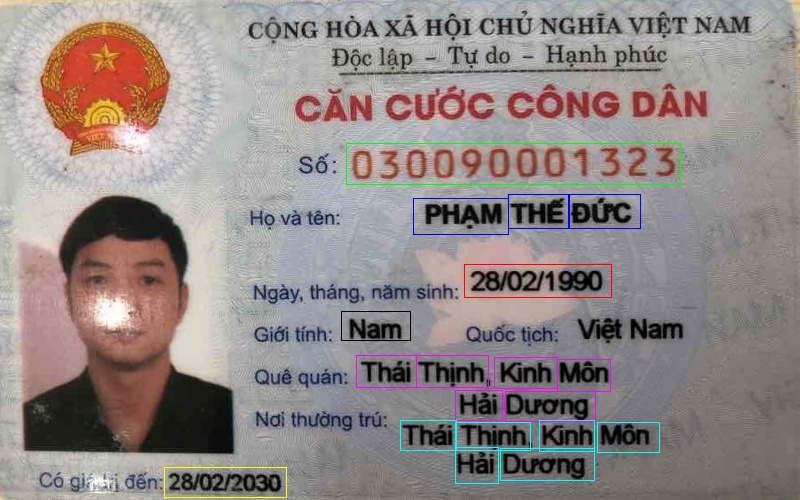 CỘNG HÒA XÃ HỘI CHỦ NGHĨA VIỆT NAM
Độc lập – Tự do – Hạnh phúc
CĂN CƯỚC CÔNG DÂN
Số: 030090001323
Họ và tên: PHẠM THẾ ĐỨC
Ngày, tháng, năm sinh: 28/02/1990
Giới tính: Nam Quốc tịch: Việt Nam
Quê quán: Thái Thịnh, Kinh Môn
Hải Dương
Nơi thường trú: Thái Thịnh, Kinh Môn
Hải Dương
Có giá trị đến: 28/02/2030